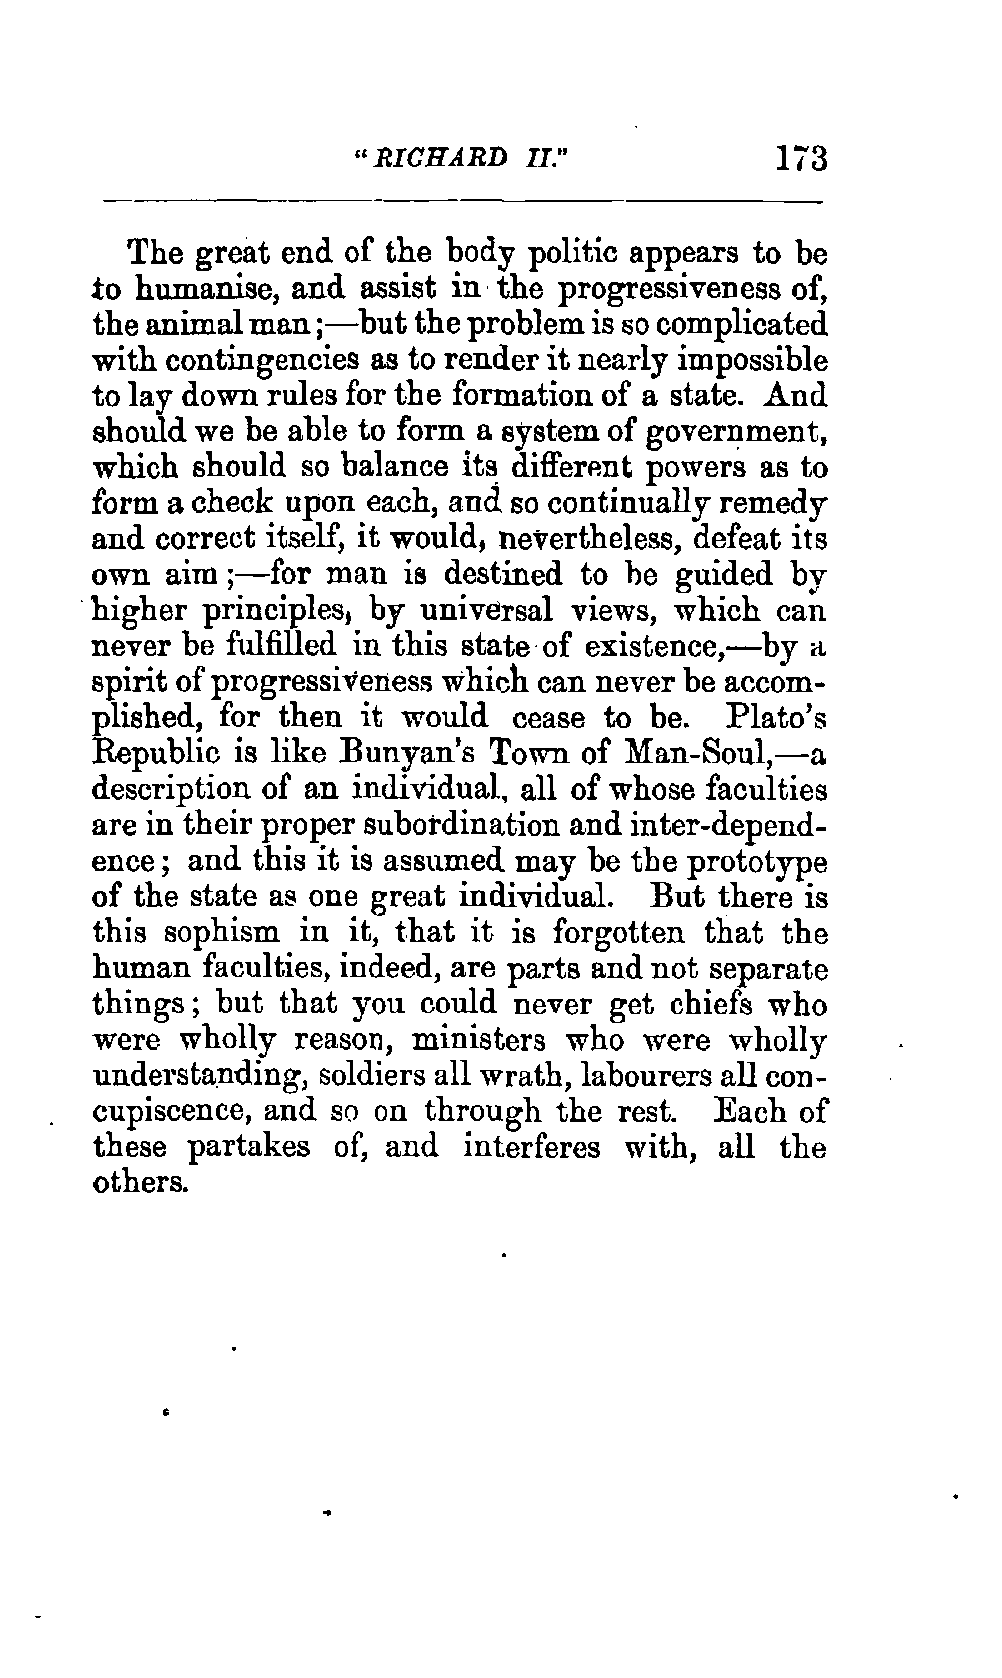 "RICHARD II." 173
The great end of the body politic appears to be
to humanise, and assist in the progressiveness of,
the animal man;—but the problem is so complicated
with contingencies as to render it nearly impossible
to lay down rules for the formation of a state. And
should we be able to form a system of government,
which should so balance its different powers as to
form a check upon each, and so continually remedy
and correct itself, it would, nevertheless, defeat its
own aim;—for man is destined to be guided by
higher principles, by universal views, which can
never be fulfilled in this state of existence,—by a
spirit of progressiveness which can never be accom-
plished, for then it would cease to be. Plato's
Republic is like Bunyan's Town of Man-Soul,—a
description of an individual, all of whose faculties
are in their proper subordination and inter-depend-
ence; and this it is assumed may be the prototype
of the state as one great individual. But there is
this sophism in it, that it is forgotten that the
human faculties, indeed, are parts and not separate
things; but that you could never get chiefs who
were wholly reason, ministers who were wholly
understanding, soldiers all wrath, labourers all con-
cupiscence, and so on through the rest. Each of
these partakes of, and interferes with, all the
others.